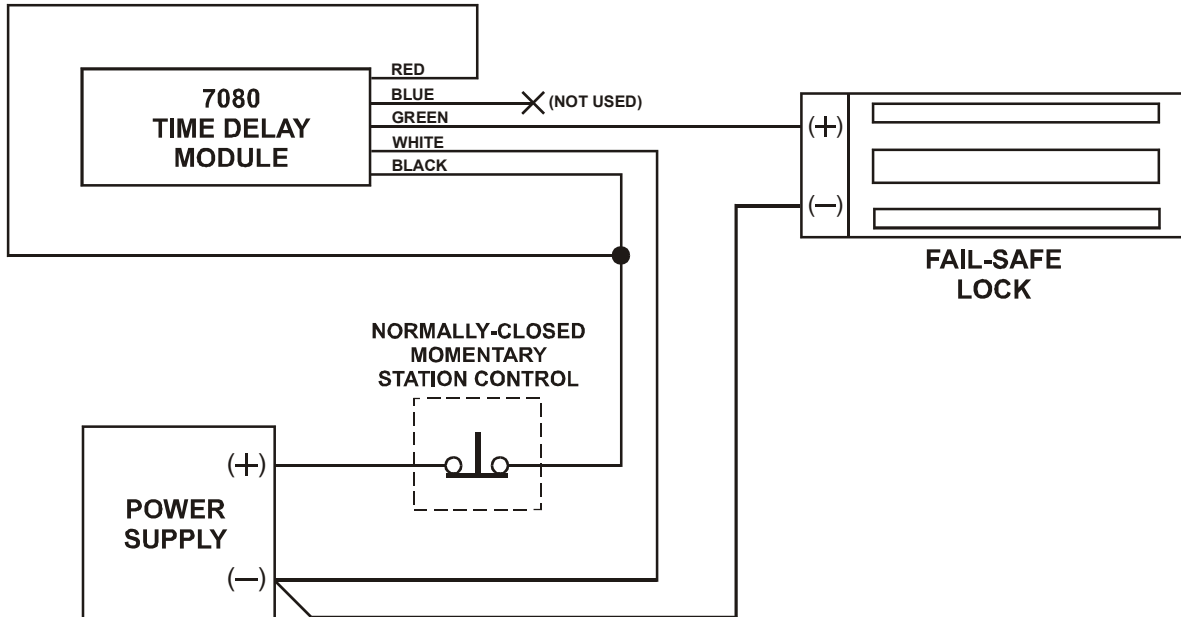 7080
TIME DELAY
MODULE
RED
BLUE
(NOT USED)
GREEN
WHITE
BLACK
(+)
(—)
FAIL-SAFE
LOCK
NORMALLY-CLOSED
MOMENTARY
STATION CONTROL
(+)
POWER
SUPPLY
(—)